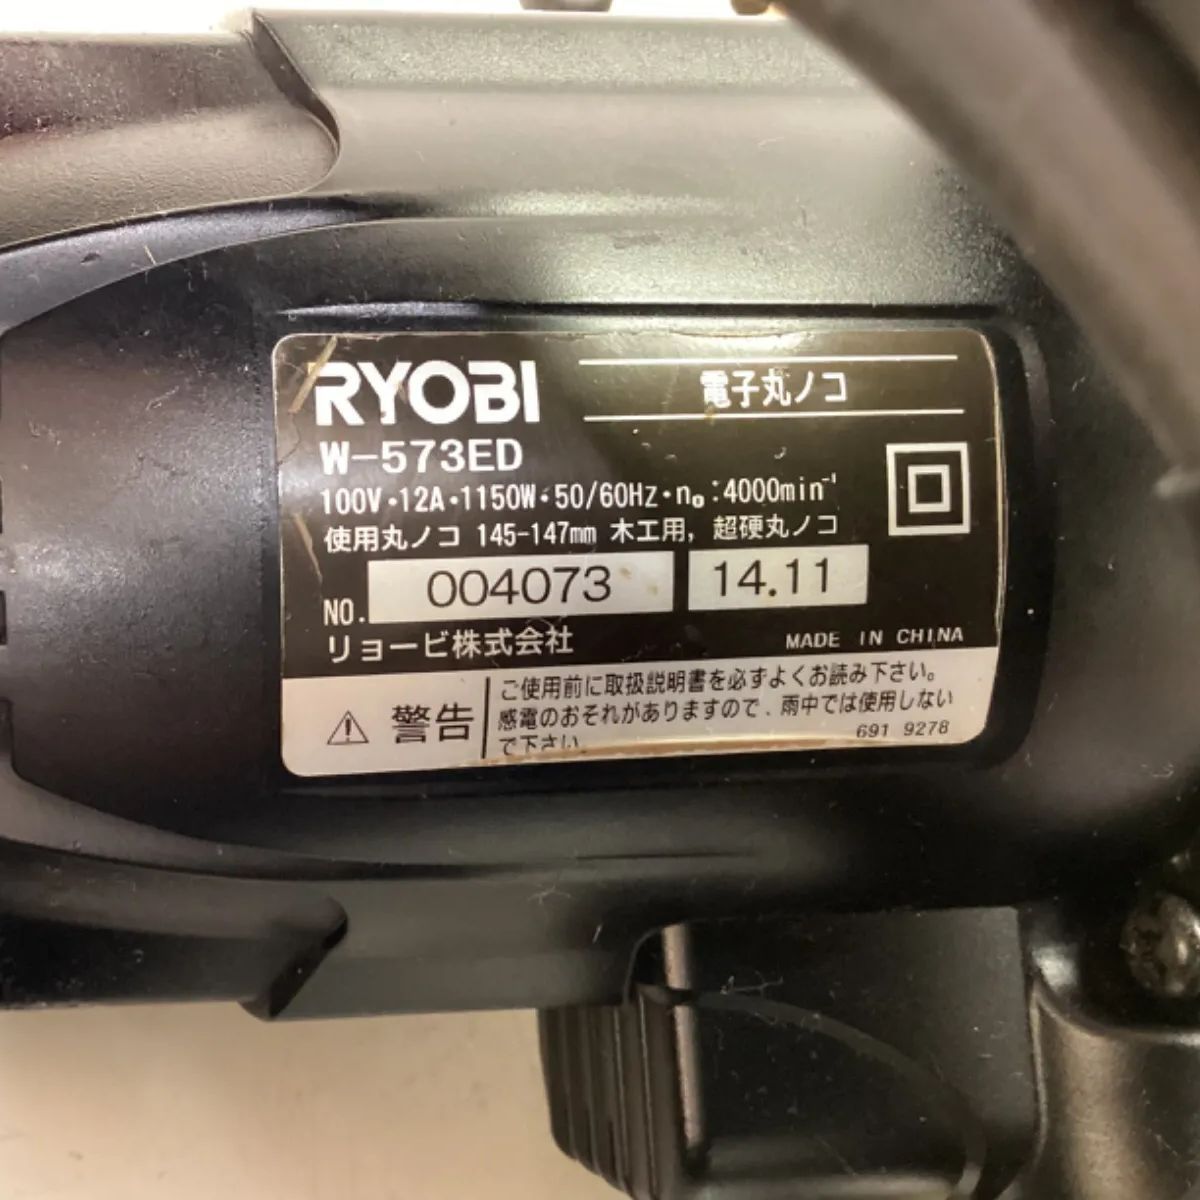 RYOBI
電子丸ノコ
W-573ED
100V・12A・1150W・50/60Hz・n₀:4000min⁻¹
使用丸ノコ 145-147mm 木工用, 超硬丸ノコ
NO. 004073 14.11
リョービ株式会社
MADE IN CHINA
⚠ 警告
ご使用前に取扱説明書を必ずよくお読み下さい。
感電のおそれがありますので、雨中では使用しない
で下さい。
691 9278